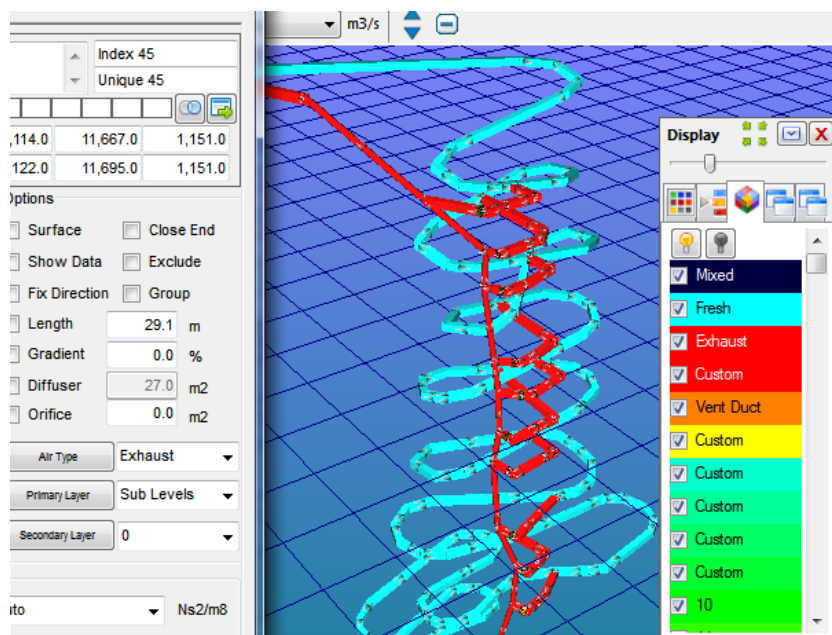 m3/s
Index 45
Unique 45
,114.0 11,667.0 1,151.0
,122.0 11,695.0 1,151.0
Options
Surface Close End
Show Data Exclude
Fix Direction Group
Length 29.1 m
Gradient 0.0 %
Diffuser 27.0 m2
Orifice 0.0 m2
Air Type Exhaust
Primary Layer Sub Levels
Secondary Layer 0
uto Ns2/m8
Display
Mixed
Fresh
Exhaust
Custom
Vent Duct
Custom
Custom
Custom
Custom
Custom
10